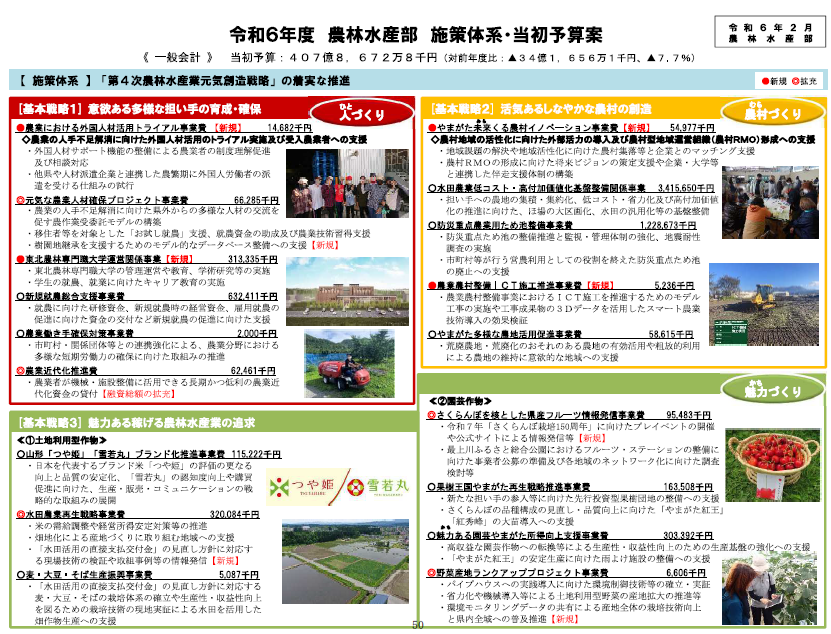 令和6年度 農林水産部 施策体系・当初予算案
令和6年2月
農林水産部
《 一般会計 》 当初予算：407億8，672万8千円（対前年度比：▲34億1，656万1千円、▲7．7％）
【 施策体系 】「第4次農林水産業元気創造戦略」の着実な推進
●新規 ◎拡充
[基本戦略1] 意欲ある多様な担い手の育成・確保
ひと
人づくり
●農業における外国人材活用トライアル事業費 【新規】 14,682千円
◇農業の人手不足解消に向けた外国人材活用のトライアル実施及び受入農業者への支援
・外国人材サポート機能の整備による農業者の制度理解促進
及び相談対応
・他県や人材派遣企業と連携した農繁期に外国人労働者の派
遣を受ける仕組みの試行
◎元気な農業人材確保プロジェクト事業費 66,285千円
・農業の人手不足解消に向けた県外からの多様な人材の交流を
促す農作業受委託モデルの構築
・移住者等を対象とした「お試し就農」支援、就農資金の助成及び農業技術習得支援
・樹園地継承を支援するためのモデル的なデータベース整備への支援【新規】
●東北農林専門職大学運営関係事業【新規】 313,335千円
・東北農林専門職大学の管理運営や教育、学術研究等の実施
・学生の就農、就業に向けたキャリア教育の実施
〇新規就農総合支援事業費 632,411千円
・就農に向けた研修資金、新規就農時の経営資金、雇用就農の
促進に向けた資金の交付など新規就農の促進に向けた支援
〇農業働き手確保対策事業費 2,000千円
・市町村・関係団体等との連携強化による、農業分野における
多様な短期労働力の確保に向けた取組みの推進
◎農業近代化推進費 62,461千円
・農業者が機械・施設整備に活用できる長期かつ低利の農業近
代化資金の貸付【融資総額の拡充】
[基本戦略2] 活気あるしなやかな農村の創造
むら
農村づくり
●やまがた未来くる農村イノベーション事業費【新規】 54,977千円
◇農村地域の活性化に向けた外部活力の導入及び農村型地域運営組織（農村RMO）形成への支援
・地域課題の解決や地域活性化に向けた農村集落等と企業とのマッチング支援
・農村RMOの形成に向けた将来ビジョンの策定支援や企業・大学等
と連携した伴走支援体制の構築
〇水田農業低コスト・高付加価値化基盤整備関係事業 3,415,650千円
・担い手への農地の集積・集約化、低コスト・省力化及び高付加価値
化の推進に向けた、ほ場の大区画化、水田の汎用化等の基盤整備
〇防災重点農業用ため池整備事業費 1,228,673千円
・防災重点ため池の整備推進と監視・管理体制の強化、地震耐性
調査の実施
・市町村等が行う営農利用としての役割を終えた防災重点ため池
の廃止への支援
●農業農村整備ＩＣＴ施工推進事業費【新規】 5,236千円
・農業農村整備事業におけるＩＣＴ施工を推進するためのモデル
工事の実施や工事成果物の3Ｄデータを活用したスマート農業
技術導入の効果検証
〇やまがた多様な農地活用促進事業費 58,615千円
・荒廃農地・荒廃化のおそれのある農地の有効活用や粗放的利用
による農地の維持に意欲的な地域への支援
[基本戦略3] 魅力ある稼げる農林水産業の追求
かち
魅力づくり
≪①土地利用型作物≫
〇山形「つや姫」「雪若丸」ブランド化推進事業費 115,222千円
・日本を代表するブランド米「つや姫」の評価の更なる
向上と品質の安定化、「雪若丸」の認知度向上や購買
促進に向けた、生産・販売・コミュニケーションの戦
略的な取組みの展開
つや姫
雪若丸
◎水田農業再生戦略事業費 320,084千円
・米の需給調整や経営所得安定対策等の推進
・畑地化による産地づくりに取り組む地域への支援
・「水田活用の直接支払交付金」の見直し方針に対応す
る現場技術の検証や取組事例等の情報発信【新規】
〇麦・大豆・そば生産振興事業費 5,087千円
・「水田活用の直接支払交付金」の見直し方針に対応する
麦・大豆・そばの栽培体系の確立や生産性・収益性向上
を図るための栽培技術の現地実証による水田を活用した
畑作物生産への支援
≪②園芸作物≫
◎さくらんぼを核とした県産フルーツ情報発信事業費 95,483千円
・令和7年「さくらんぼ栽培150周年」に向けたプレイベントの開催
や公式サイトによる情報発信等【新規】
・最上川ふるさと総合公園におけるフルーツ・ステーションの整備に
向けた事業者公募の準備及び各地域のネットワーク化に向けた調査
検討等
〇果樹王国やまがた再生戦略推進事業費 163,508千円
・新たな担い手の参入等に向けた先行投資型果樹団地の整備への支援
・さくらんぼの品種構成の見直し・品質向上に向けた「やまがた紅王」
「紅秀峰」の大苗導入への支援
〇魅力ある園芸やまがた所得向上支援事業費 303,392千円
・高収益な園芸作物への転換等による生産性・収益性向上のための生産基盤の強化への支援
・「やまがた紅王」の安定生産に向けた雨よけ施設の整備への支援
◎野菜産地ランクアッププロジェクト事業費 6,606千円
・パイプハウスへの実践導入に向けた環境制御技術等の確立・実証
・省力化や機械導入等による土地利用型野菜の産地拡大の推進等
・環境モニタリングデータの共有による産地全体の栽培技術向上
と県内全域への普及推進【新規】
50